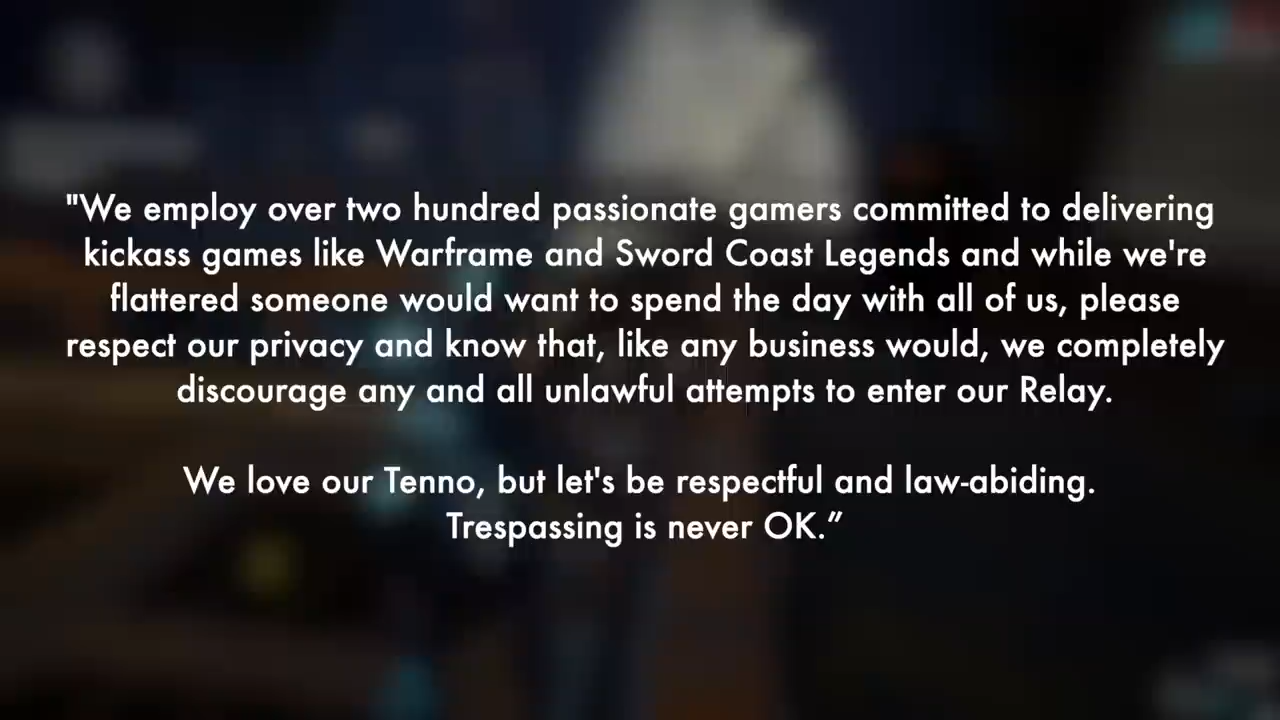 "We employ over two hundred passionate gamers committed to delivering
kickass games like Warframe and Sword Coast Legends and while we're
flattered someone would want to spend the day with all of us, please
respect our privacy and know that, like any business would, we completely
discourage any and all unlawful attempts to enter our Relay.
We love our Tenno, but let's be respectful and law-abiding.
Trespassing is never OK.”